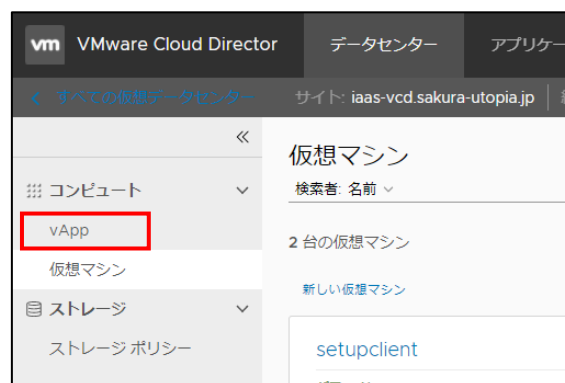 vm VMware Cloud Director データセンター アプリケー
すべての仮想データセンター サイト: iaas-vcd.sakura-utopia.jp
仮想マシン
検索者: 名前
コンピュート
vApp
2 台の仮想マシン
仮想マシン
新しい仮想マシン
ストレージ
ストレージ ポリシー
setupclient